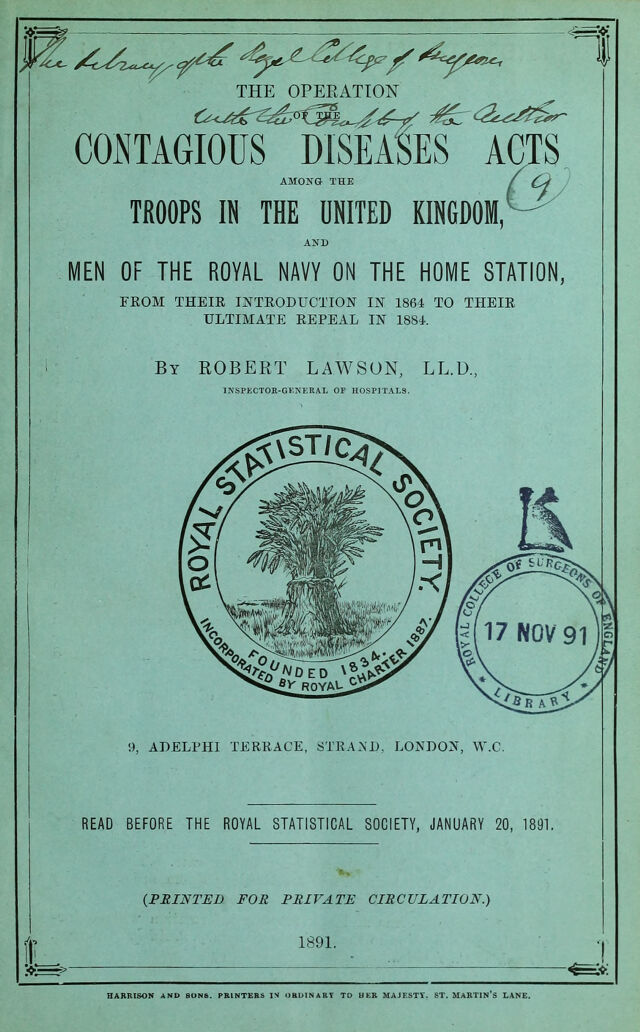 The Library of the Royal College of Surgeons
THE OPERATION
with the Compts of the Author
OF THE
CONTAGIOUS DISEASES ACTS
AMONG THE
9
TROOPS IN THE UNITED KINGDOM,
AND
MEN OF THE ROYAL NAVY ON THE HOME STATION,
FROM THEIR INTRODUCTION IN 1864 TO THEIR
ULTIMATE REPEAL IN 1884.
BY ROBERT LAWSON, LL.D.,
INSPECTOR-GENERAL OF HOSPITALS.
ROYAL STATISTICAL SOCIETY.
FOUNDED 1834.
INCORPORATED BY ROYAL CHARTER 1887.
ROYAL COLLEGE OF SURGEONS OF ENGLAND
17 NOV 91
* LIBRARY *
9, ADELPHI TERRACE, STRAND, LONDON, W.C.
READ BEFORE THE ROYAL STATISTICAL SOCIETY, JANUARY 20, 1891.
(PRINTED FOR PRIVATE CIRCULATION.)
1891.
HARRISON AND SONS, PRINTERS IN ORDINARY TO HER MAJESTY, ST. MARTIN'S LANE.